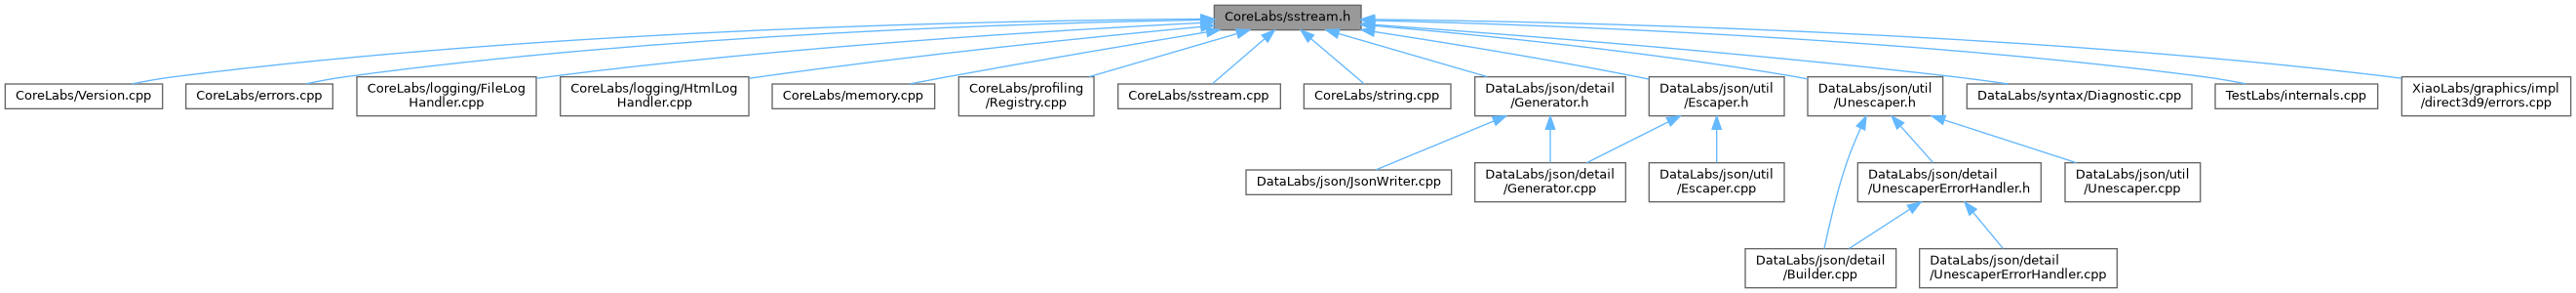 CoreLabs/sstream.h
CoreLabs/Version.cpp
CoreLabs/errors.cpp
CoreLabs/logging/FileLog
Handler.cpp
CoreLabs/logging/HtmlLog
Handler.cpp
CoreLabs/memory.cpp
CoreLabs/profiling
/Registry.cpp
CoreLabs/sstream.cpp
CoreLabs/string.cpp
DataLabs/json/detail
/Generator.h
DataLabs/json/util
/Escaper.h
DataLabs/json/util
/Unescaper.h
DataLabs/syntax/Diagnostic.cpp
TestLabs/internals.cpp
XiaoLabs/graphics/impl
/direct3d9/errors.cpp
DataLabs/json/JsonWriter.cpp
DataLabs/json/detail
/Generator.cpp
DataLabs/json/util
/Escaper.cpp
DataLabs/json/detail
/UnescaperErrorHandler.h
DataLabs/json/util
/Unescaper.cpp
DataLabs/json/detail
/Builder.cpp
DataLabs/json/detail
/UnescaperErrorHandler.cpp